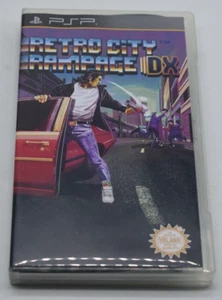 PSP
RETRO CITY
RAMPAGE DX